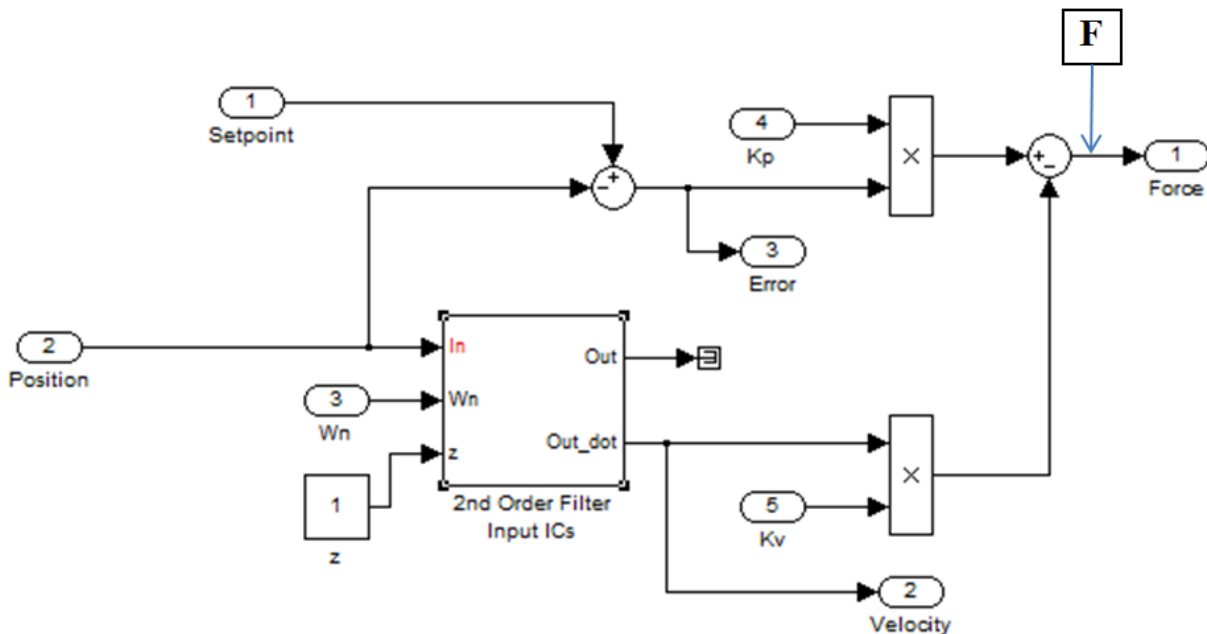 F
1
Setpoint
4
Kp
×
+
−
1
Force
−
+
3
Error
2
Position
In
Out
3
Wn
Wn
Out_dot
z
1
z
2nd Order Filter
Input ICs
5
Kv
×
2
Velocity